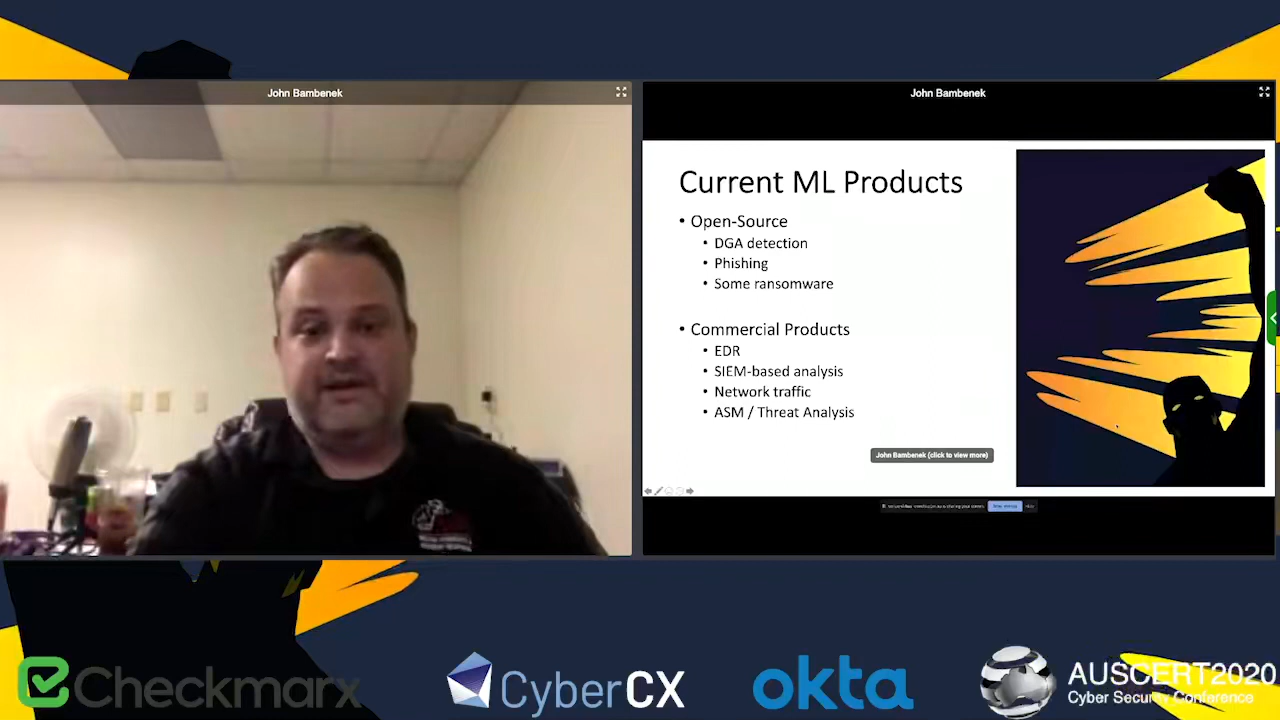 John Bambenek
John Bambenek
Current ML Products
• Open-Source
• DGA detection
• Phishing
• Some ransomware
• Commercial Products
• EDR
• SIEM-based analysis
• Network traffic
• ASM / Threat Analysis
John Bambenek (click to view more)
Checkmarx
CyberCX
okta
AUSCERT2020
Cyber Security Conference